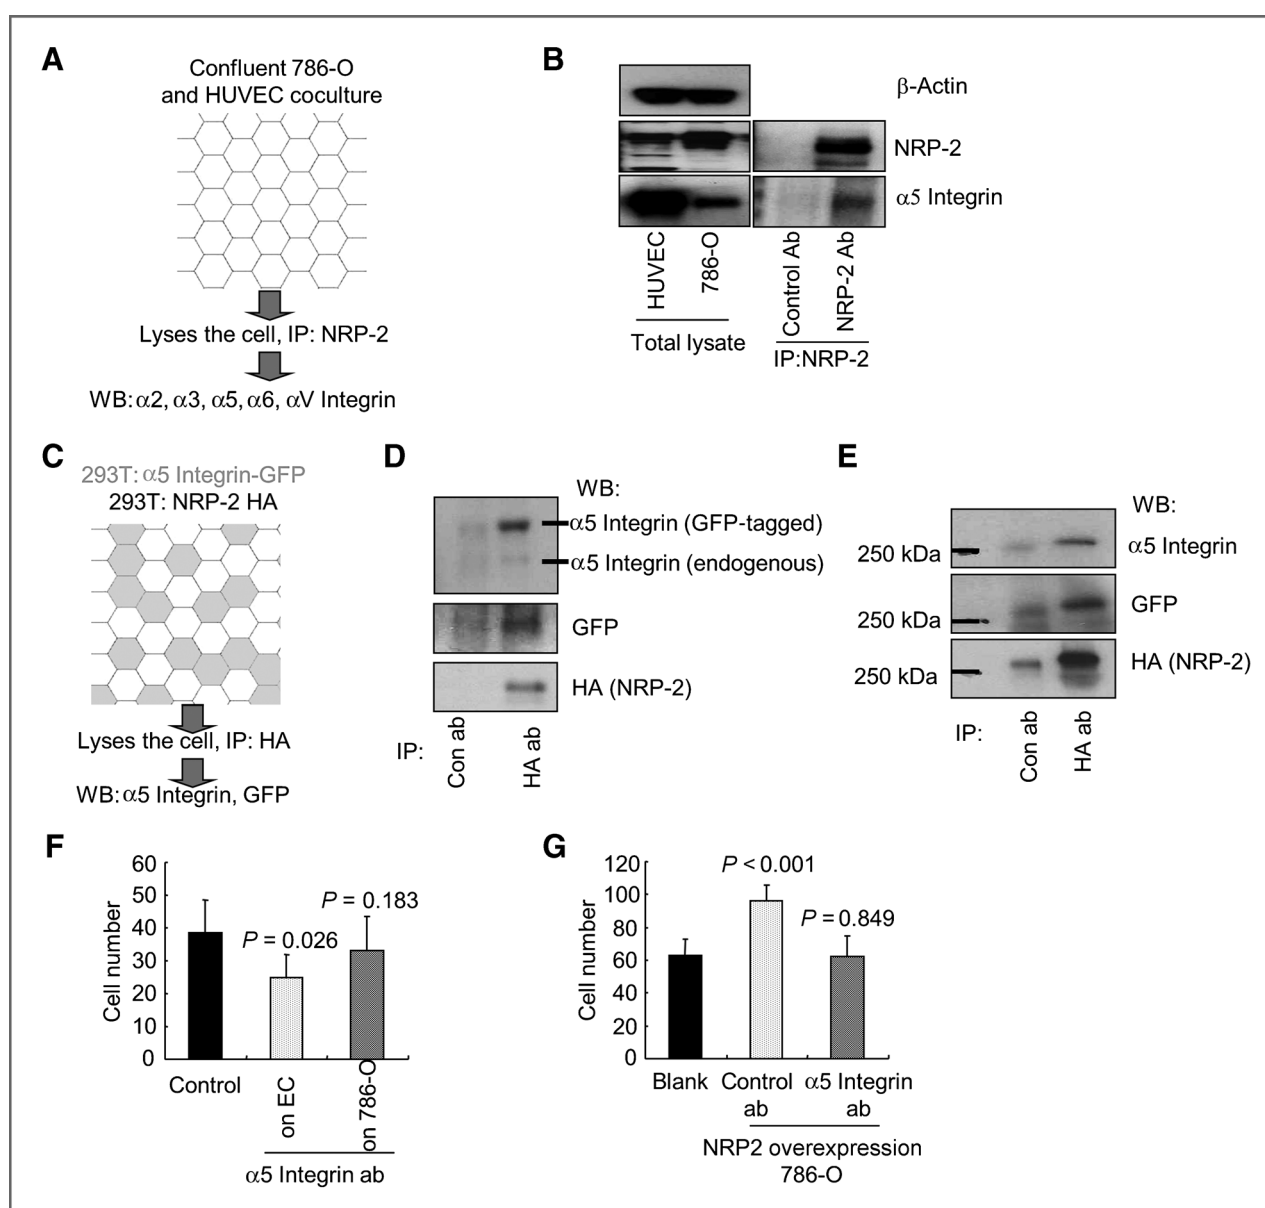 A
Confluent 786-O
and HUVEC coculture
Lyses the cell, IP: NRP-2
WB: α2, α3, α5, α6, αV Integrin
B
β-Actin
NRP-2
α5 Integrin
HUVEC
786-O
Control Ab
NRP-2 Ab
Total lysate
IP:NRP-2
C
293T: α5 Integrin-GFP
293T: NRP-2 HA
Lyses the cell, IP: HA
WB: α5 Integrin, GFP
D
WB:
α5 Integrin (GFP-tagged)
α5 Integrin (endogenous)
GFP
HA (NRP-2)
IP:
Con ab
HA ab
E
WB:
250 kDa
α5 Integrin
250 kDa
GFP
250 kDa
HA (NRP-2)
IP:
Con ab
HA ab
F
Cell number
60
50
40
30
20
10
0
P = 0.026
P = 0.183
Control
on EC
on 786-O
α5 Integrin ab
G
Cell number
120
100
80
60
40
20
0
P < 0.001
P = 0.849
Blank
Control
ab
α5 Integrin
ab
NRP2 overexpression
786-O